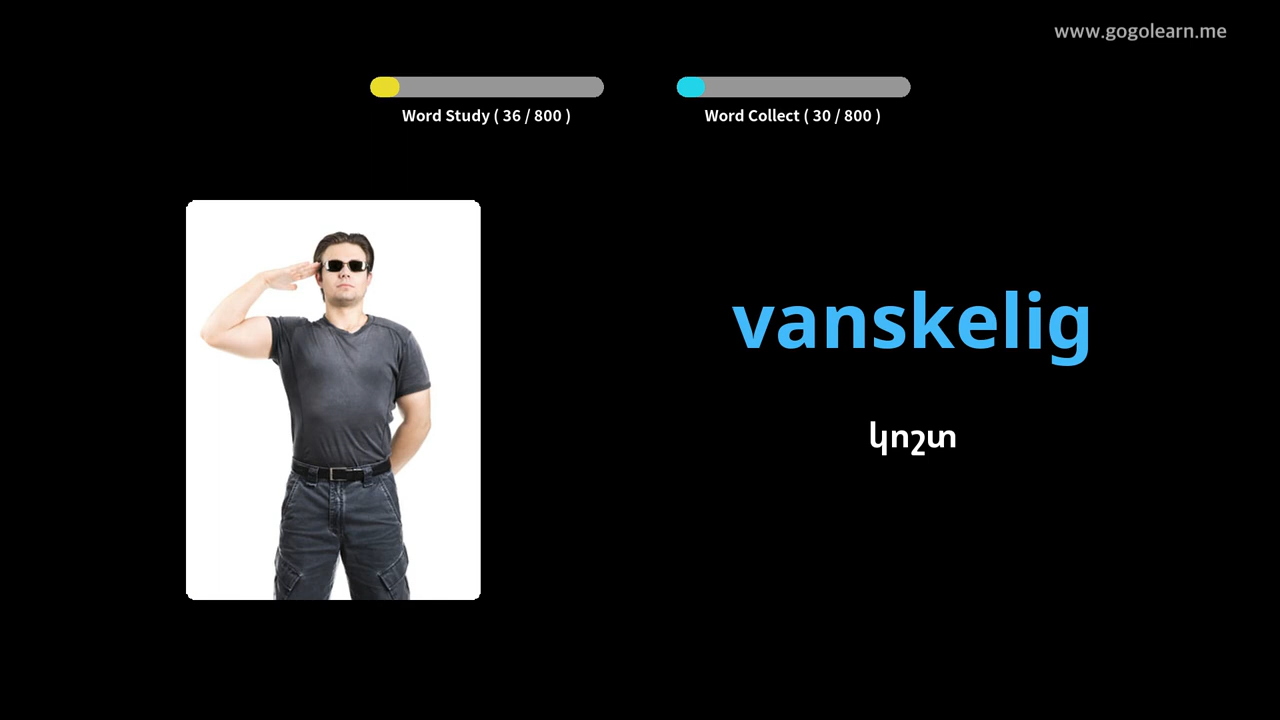 www.gogolearn.me
Word Study ( 36 / 800 )
Word Collect ( 30 / 800 )
vanskelig
կոշտ